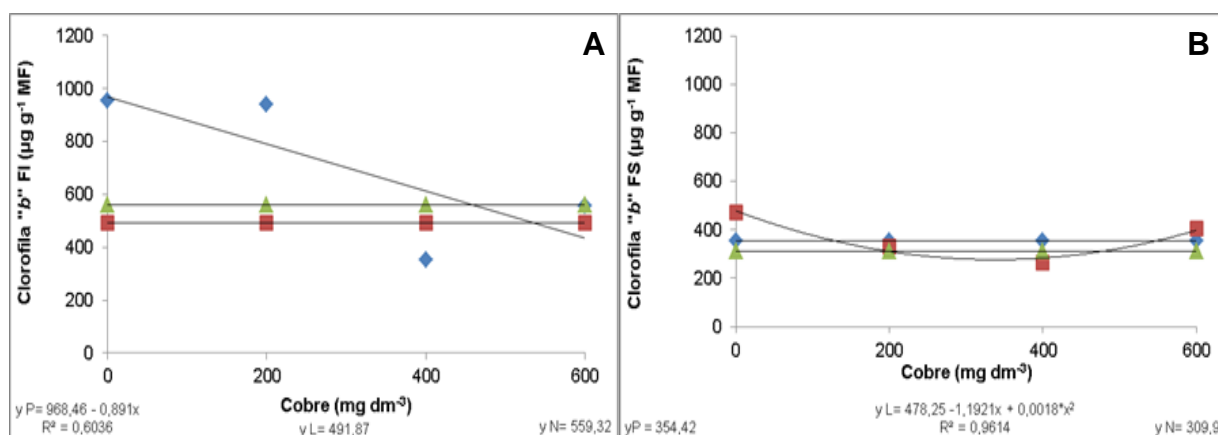 A
Clorofila "b" FI (µg g⁻¹ MF)
1200
1000
800
600
400
200
0
0 200 400 600
Cobre (mg dm⁻³)
y P= 968,46 - 0,891x
R² = 0,6036
y L= 491,87
y N= 559,32
B
Clorofila "b" FS (µg g⁻¹ MF)
1200
1000
800
600
400
200
0
0 200 400 600
Cobre (mg dm⁻³)
y L= 478,25 -1,1921x + 0,0018*x²
R² = 0,9614
yP = 354,42
y N= 309,9